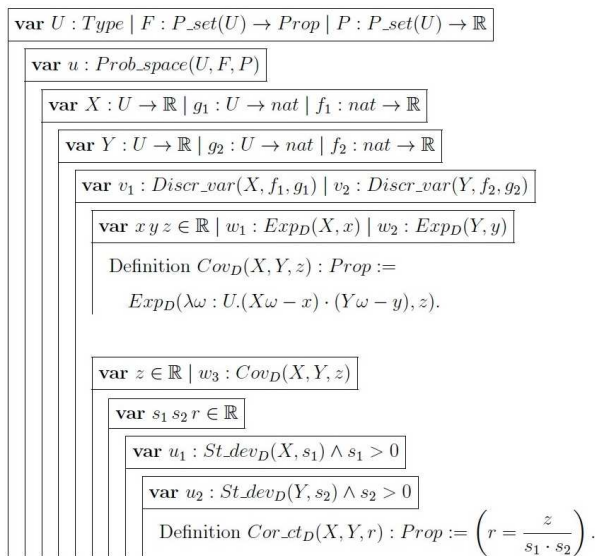 var U : Type | F : P_set(U) → Prop | P : P_set(U) → ℝ
var u : Prob_space(U, F, P)
var X : U → ℝ | g₁ : U → nat | f₁ : nat → ℝ
var Y : U → ℝ | g₂ : U → nat | f₂ : nat → ℝ
var v₁ : Discr_var(X, f₁, g₁) | v₂ : Discr_var(Y, f₂, g₂)
var x y z ∈ ℝ | w₁ : Exp_D(X, x) | w₂ : Exp_D(Y, y)
Definition Cov_D(X, Y, z) : Prop :=
Exp_D(λω : U.(Xω − x) · (Yω − y), z).
var z ∈ ℝ | w₃ : Cov_D(X, Y, z)
var s₁ s₂ r ∈ ℝ
var u₁ : St_dev_D(X, s₁) ∧ s₁ > 0
var u₂ : St_dev_D(Y, s₂) ∧ s₂ > 0
Definition Cor_ct_D(X, Y, r) : Prop := (r = z / (s₁ · s₂)).